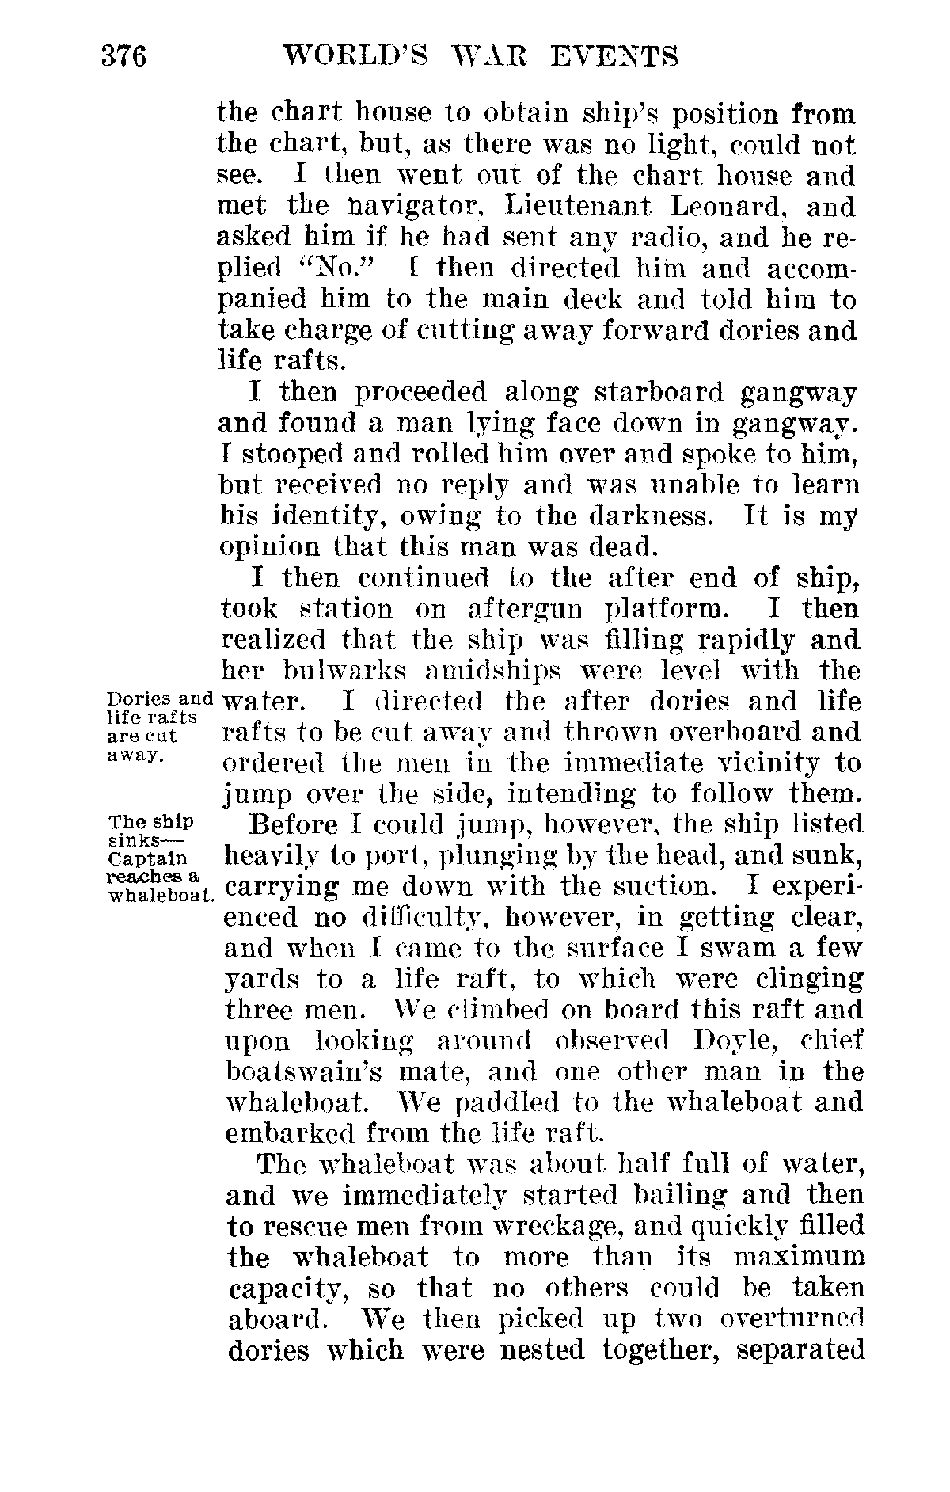 376 WORLD'S WAR EVENTS
the chart house to obtain ship's position from
the chart, but, as there was no light, could not
see. I then went out of the chart house and
met the navigator, Lieutenant Leonard, and
asked him if he had sent any radio, and he re-
plied "No." I then directed him and accom-
panied him to the main deck and told him to
take charge of cutting away forward dories and
life rafts.
I then proceeded along starboard gangway
and found a man lying face down in gangway.
I stooped and rolled him over and spoke to him,
but received no reply and was unable to learn
his identity, owing to the darkness. It is my
opinion that this man was dead.
I then continued to the after end of ship,
took station on aftergun platform. I then
realized that the ship was filling rapidly and
her bulwarks amidships were level with the
Dories and
life rafts
are cut
away.
water. I directed the after dories and life
rafts to be cut away and thrown overboard and
ordered the men in the immediate vicinity to
jump over the side, intending to follow them.
The ship
sinks—
Captain
reaches a
whaleboat.
Before I could jump, however, the ship listed
heavily to port, plunging by the head, and sunk,
carrying me down with the suction. I experi-
enced no difficulty, however, in getting clear,
and when I came to the surface I swam a few
yards to a life raft, to which were clinging
three men. We climbed on board this raft and
upon looking around observed Doyle, chief
boatswain's mate, and one other man in the
whaleboat. We paddled to the whaleboat and
embarked from the life raft.
The whaleboat was about half full of water,
and we immediately started bailing and then
to rescue men from wreckage, and quickly filled
the whaleboat to more than its maximum
capacity, so that no others could be taken
aboard. We then picked up two overturned
dories which were nested together, separated